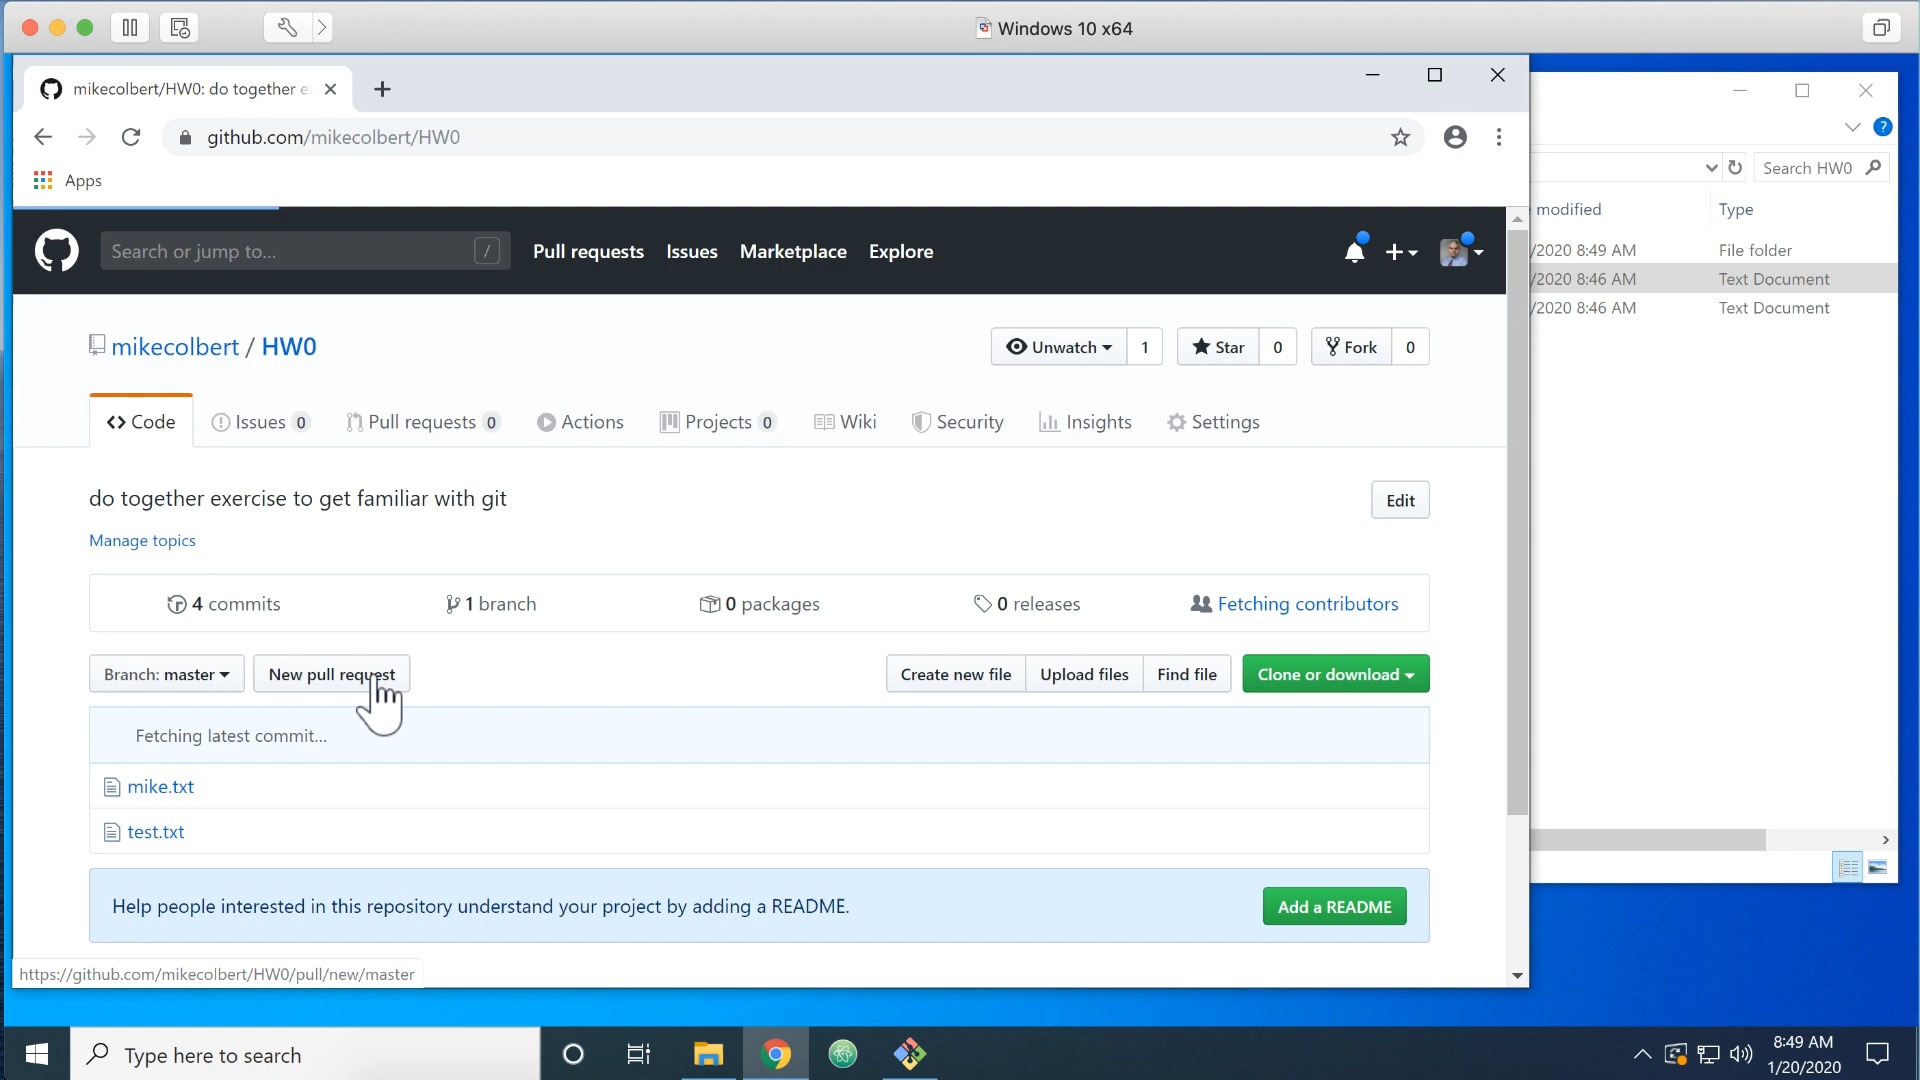 Windows 10 x64
mikecolbert/HW0: do together e
github.com/mikecolbert/HW0
Apps
Search or jump to...
/
Pull requests
Issues
Marketplace
Explore
mikecolbert / HW0
Unwatch 1
Star 0
Fork 0
Code
Issues 0
Pull requests 0
Actions
Projects 0
Wiki
Security
Insights
Settings
do together exercise to get familiar with git
Edit
Manage topics
4 commits
1 branch
0 packages
0 releases
Fetching contributors
Branch: master
New pull request
Create new file
Upload files
Find file
Clone or download
Fetching latest commit...
mike.txt
test.txt
Help people interested in this repository understand your project by adding a README.
Add a README
https://github.com/mikecolbert/HW0/pull/new/master
?
Search HW0
modified
Type
/2020 8:49 AM
File folder
/2020 8:46 AM
Text Document
/2020 8:46 AM
Text Document
Type here to search
8:49 AM
1/20/2020